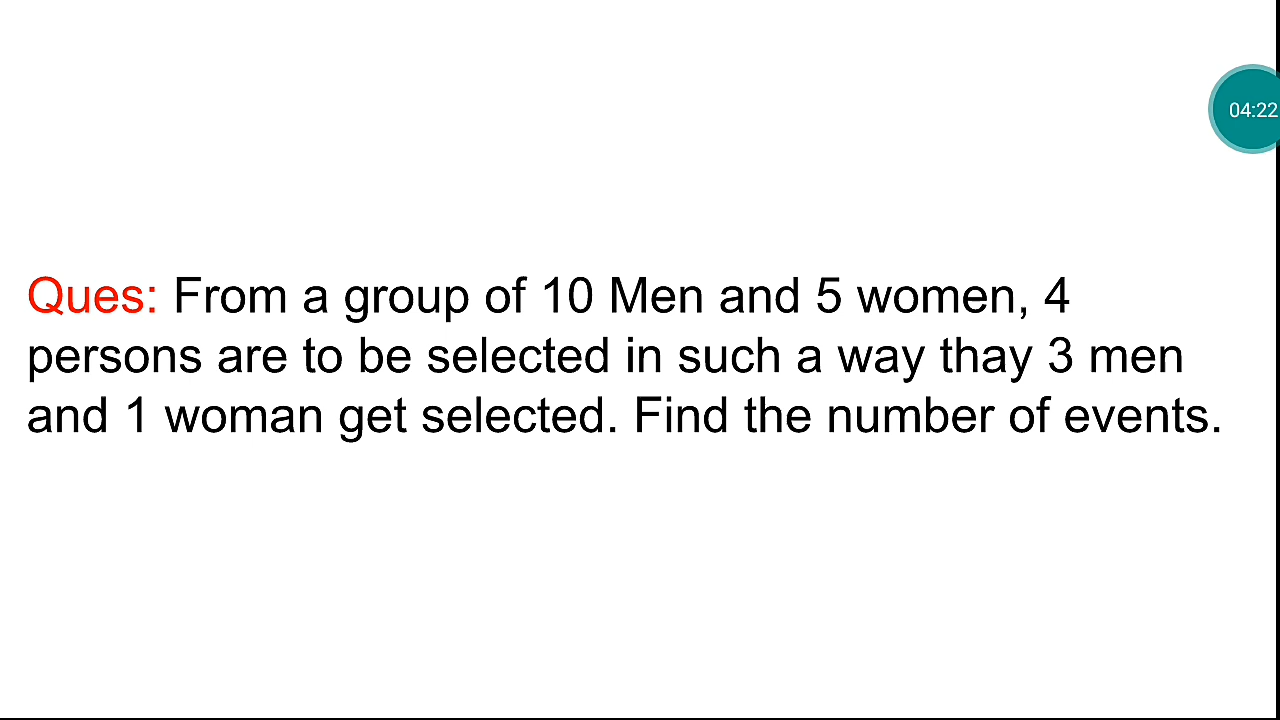 04:22
Ques: From a group of 10 Men and 5 women, 4
persons are to be selected in such a way thay 3 men
and 1 woman get selected. Find the number of events.